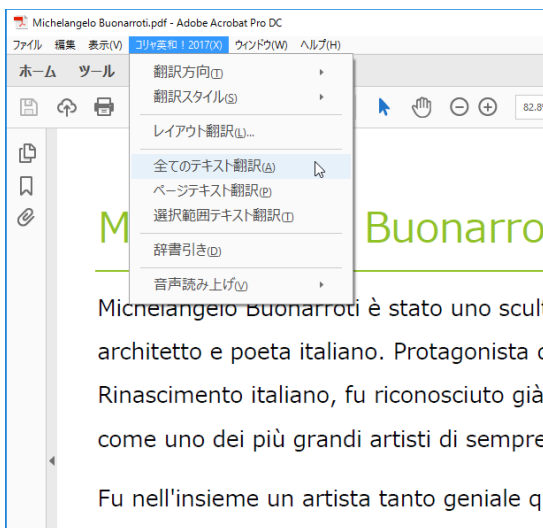 Michelangelo Buonarroti.pdf - Adobe Acrobat Pro DC
ファイル 編集 表示(V) コリャ英和！2017(X) ウィンドウ(W) ヘルプ(H)
ホーム ツール
翻訳方向(I)
翻訳スタイル(S)
82.8
レイアウト翻訳(L)...
全てのテキスト翻訳(A)
ページテキスト翻訳(P)
選択範囲テキスト翻訳(T)
辞書引き(D)
音声読み上げ(V)
M Buonarro
Michelangelo Buonarroti è stato uno scul
architetto e poeta italiano. Protagonista
Rinascimento italiano, fu riconosciuto già
come uno dei più grandi artisti di sempre
Fu nell'insieme un artista tanto geniale q